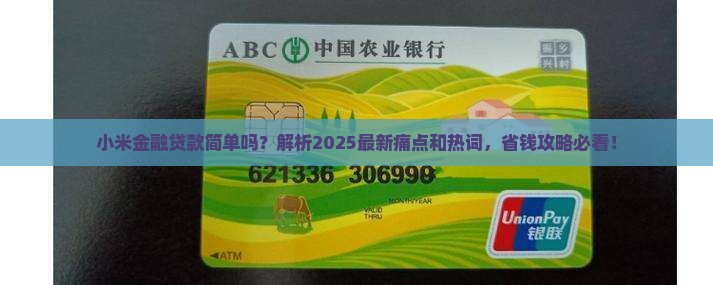 ABC 中国农业银行
乡村
振兴
小米金融贷款简单吗？解析2025最新痛点和热词，省钱攻略必看！
621336 306998
MONTH/YEAR
VALID
THRU
UnionPay
银联
◀ATM